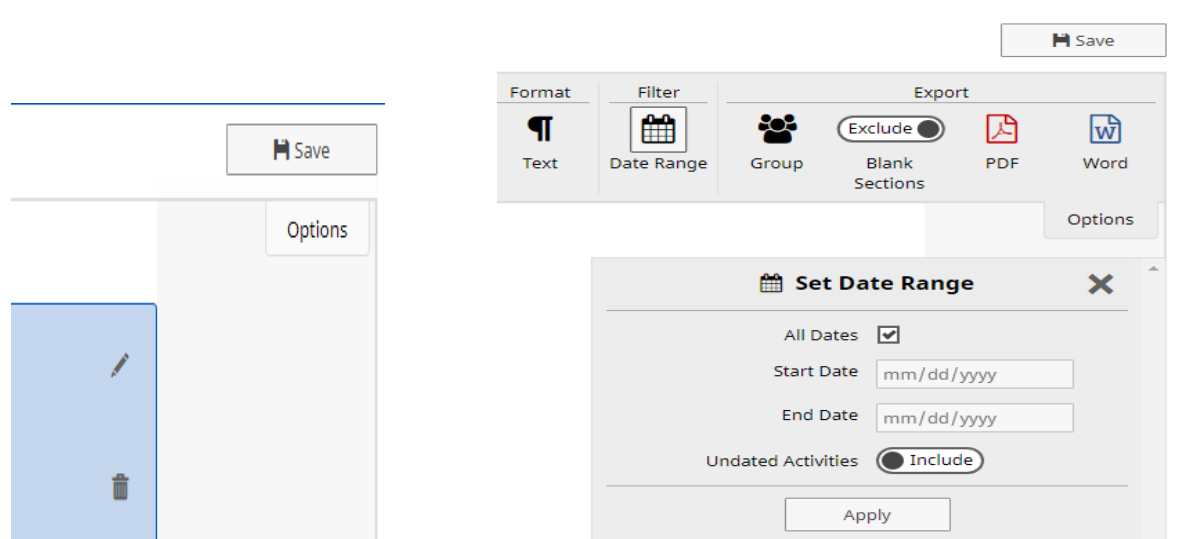 Save
Options
Save
Format Filter Export
Exclude
Text Date Range Group Blank Sections PDF Word
Options
Set Date Range
All Dates
Start Date mm/dd/yyyy
End Date mm/dd/yyyy
Undated Activities Include
Apply